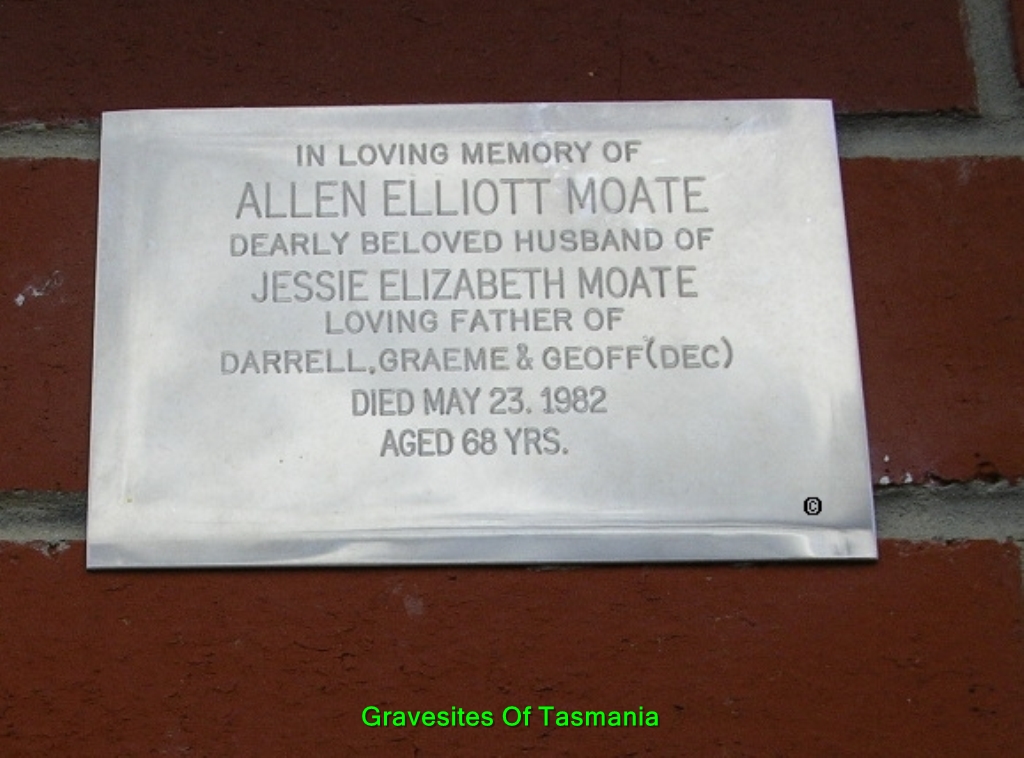 IN LOVING MEMORY OF
ALLEN ELLIOTT MOATE
DEARLY BELOVED HUSBAND OF
JESSIE ELIZABETH MOATE
LOVING FATHER OF
DARRELL, GRAEME & GEOFF (DEC)
DIED MAY 23. 1982
AGED 68 YRS.
©
Gravesites Of Tasmania